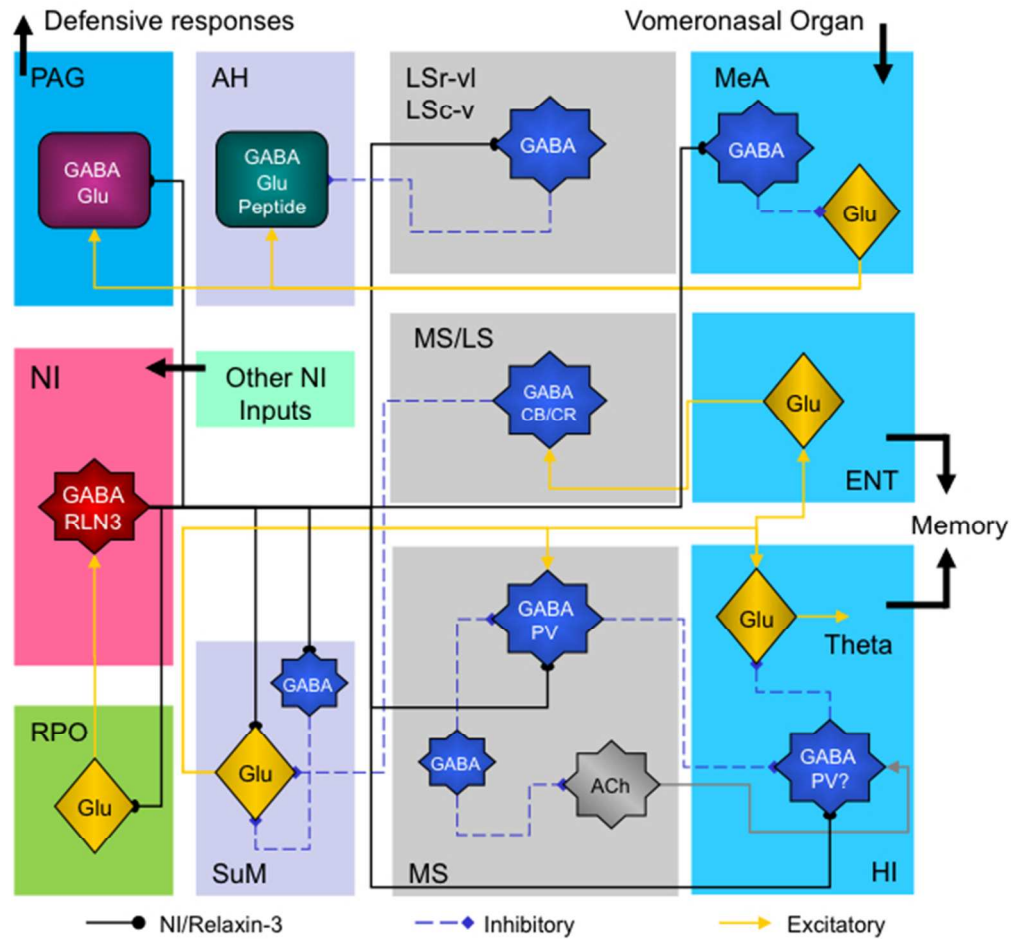 Defensive responses
Vomeronasal Organ
PAG
AH
LSr-vl
LSc-v
MeA
GABA
Glu
GABA
Glu
Peptide
GABA
GABA
Glu
NI
Other NI
Inputs
MS/LS
GABA
CB/CR
Glu
ENT
GABA
RLN3
Memory
GABA
PV
Glu
Theta
RPO
GABA
Glu
Glu
GABA
ACh
GABA
PV?
SuM
MS
HI
NI/Relaxin-3
Inhibitory
Excitatory